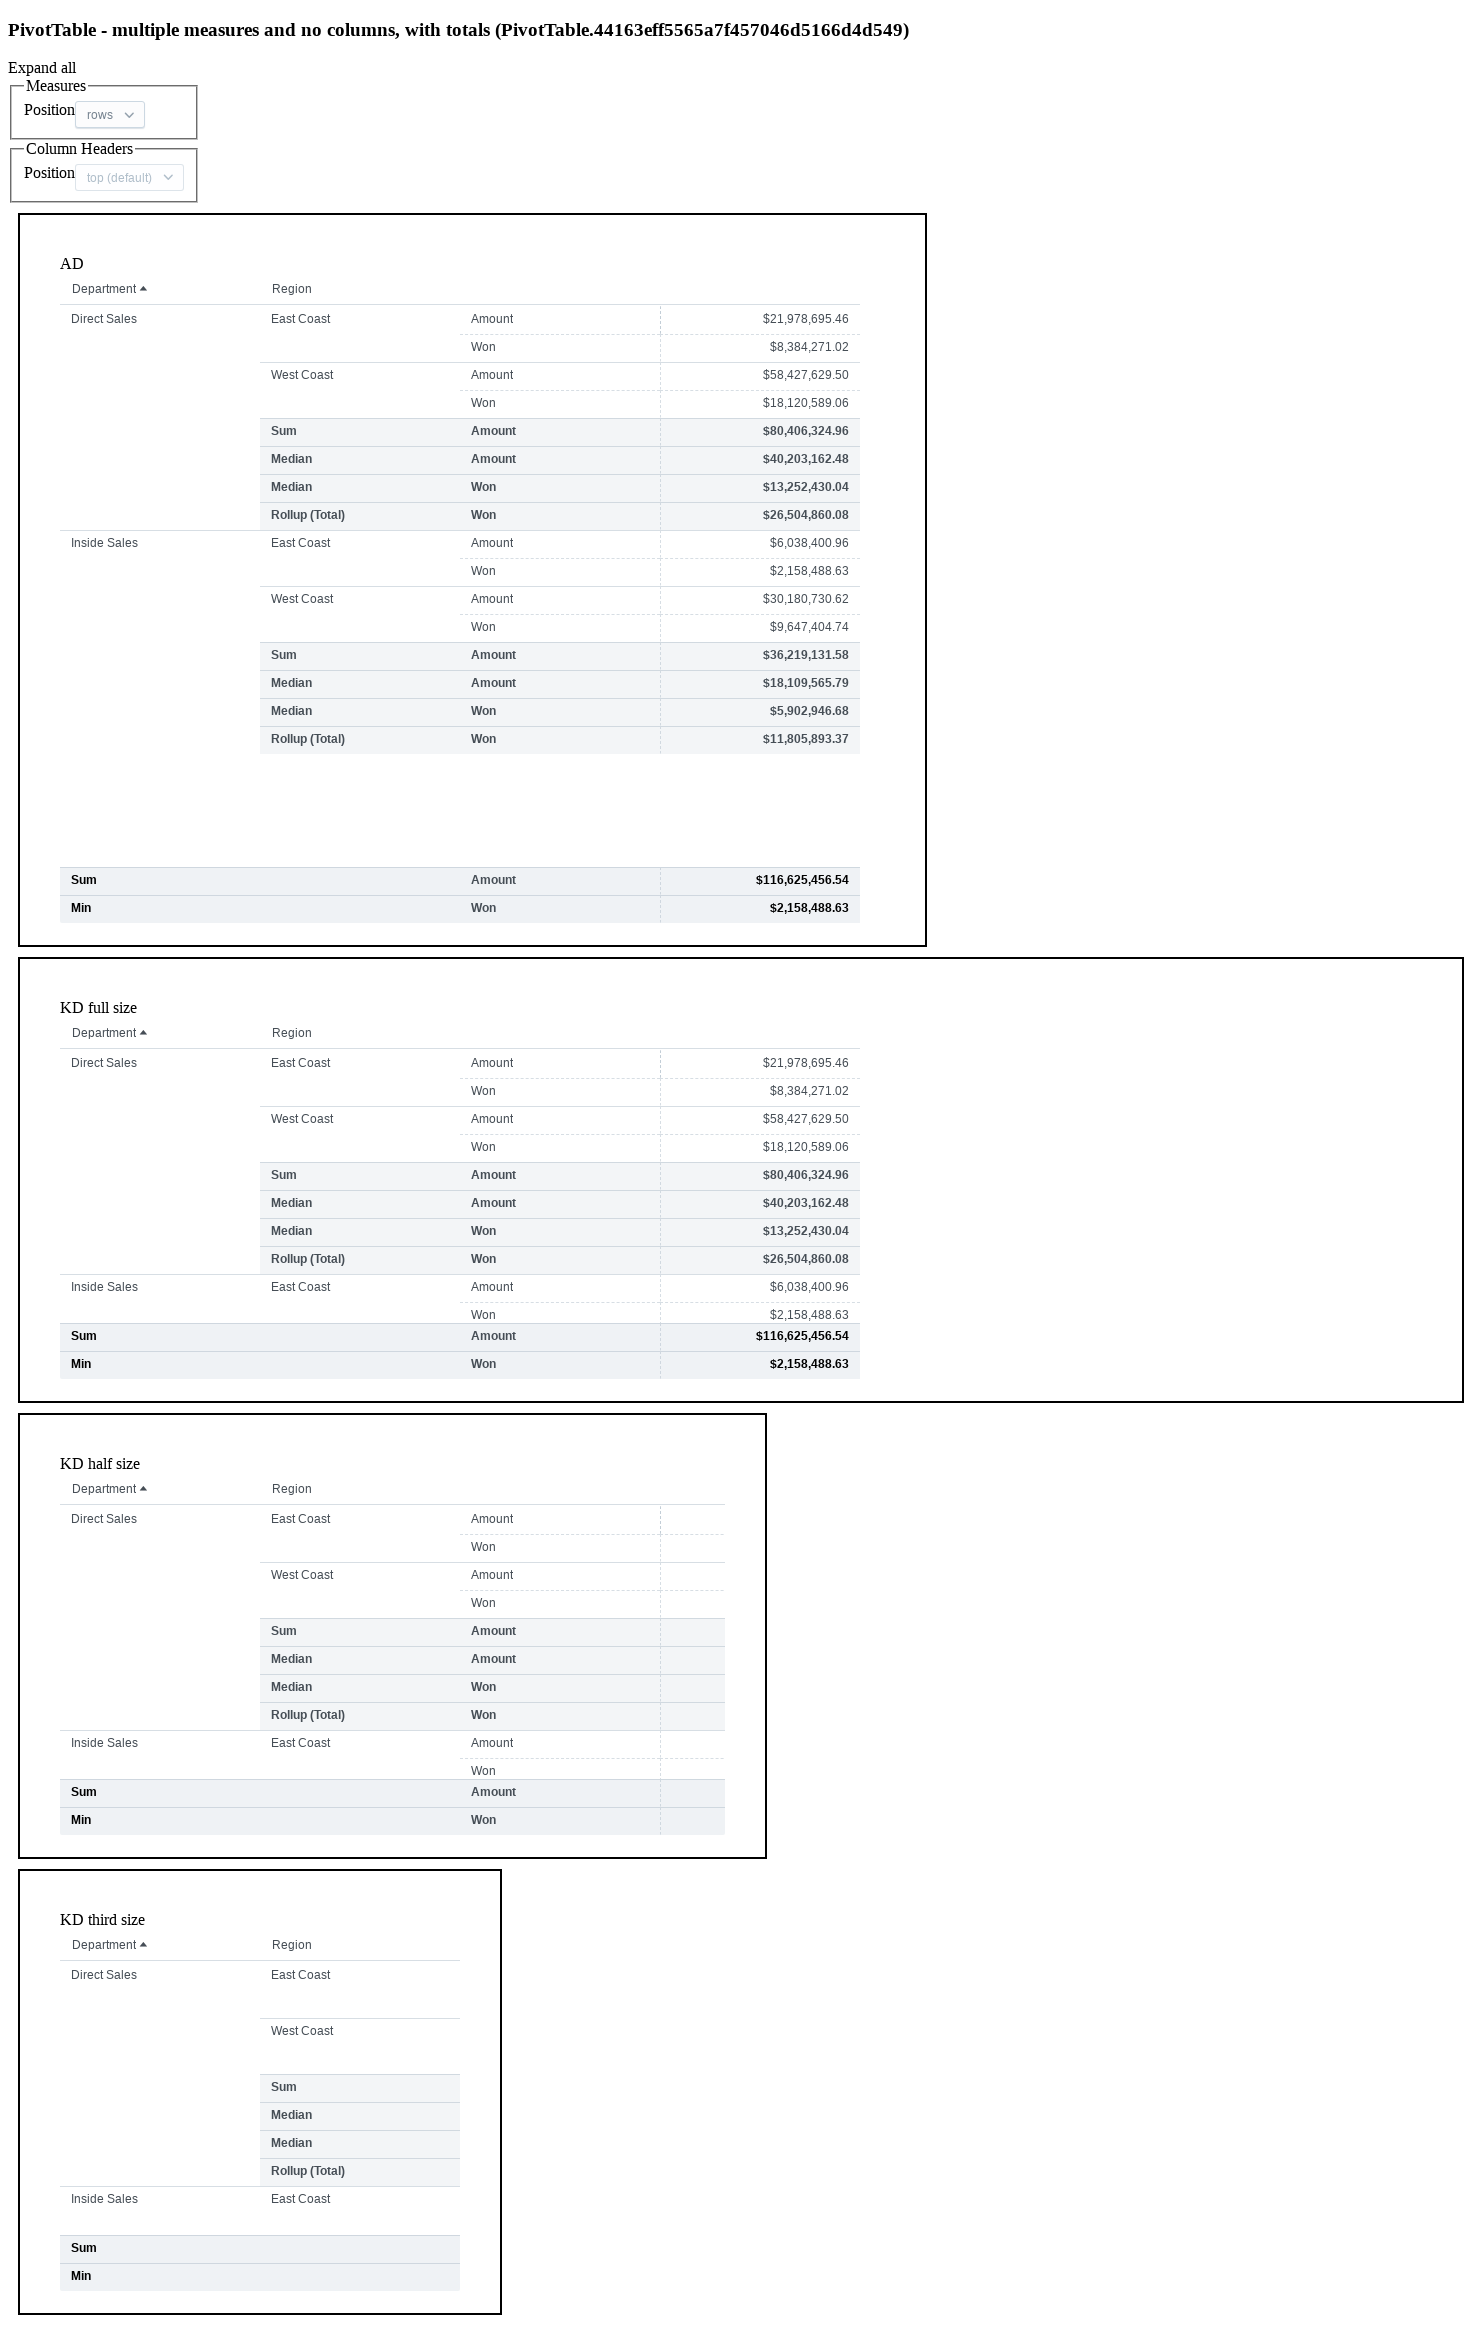 PivotTable - multiple measures and no columns, with totals (PivotTable.44163eff5565a7f457046d5166d4d549)
Expand all
Measures
Position rows
Column Headers
Position top (default)
AD
Department Region
Direct Sales East Coast Amount $21,978,695.46
Won $8,384,271.02
West Coast Amount $58,427,629.50
Won $18,120,589.06
Sum Amount $80,406,324.96
Median Amount $40,203,162.48
Median Won $13,252,430.04
Rollup (Total) Won $26,504,860.08
Inside Sales East Coast Amount $6,038,400.96
Won $2,158,488.63
West Coast Amount $30,180,730.62
Won $9,647,404.74
Sum Amount $36,219,131.58
Median Amount $18,109,565.79
Median Won $5,902,946.68
Rollup (Total) Won $11,805,893.37
Sum Amount $116,625,456.54
Min Won $2,158,488.63
KD full size
Department Region
Direct Sales East Coast Amount $21,978,695.46
Won $8,384,271.02
West Coast Amount $58,427,629.50
Won $18,120,589.06
Sum Amount $80,406,324.96
Median Amount $40,203,162.48
Median Won $13,252,430.04
Rollup (Total) Won $26,504,860.08
Inside Sales East Coast Amount $6,038,400.96
Won $2,158,488.63
Sum Amount $116,625,456.54
Min Won $2,158,488.63
KD half size
Department Region
Direct Sales East Coast Amount
Won
West Coast Amount
Won
Sum Amount
Median Amount
Median Won
Rollup (Total) Won
Inside Sales East Coast Amount
Won
Sum Amount
Min Won
KD third size
Department Region
Direct Sales East Coast
West Coast
Sum
Median
Median
Rollup (Total)
Inside Sales East Coast
Sum
Min